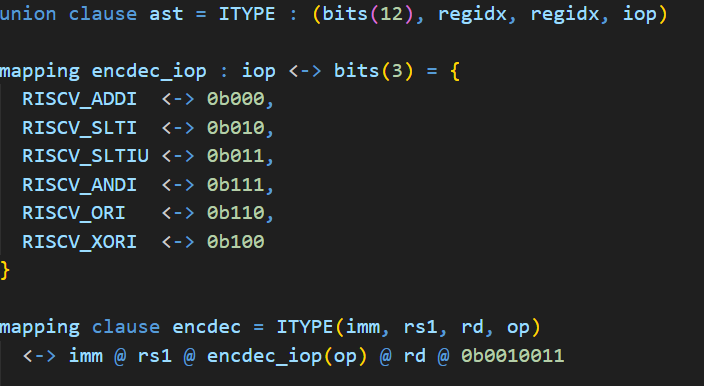 union clause ast = ITYPE : (bits(12), regidx, regidx, iop)
mapping encdec_iop : iop <-> bits(3) = {
  RISCV_ADDI  <-> 0b000,
  RISCV_SLTI  <-> 0b010,
  RISCV_SLTIU <-> 0b011,
  RISCV_ANDI  <-> 0b111,
  RISCV_ORI   <-> 0b110,
  RISCV_XORI  <-> 0b100
}
mapping clause encdec = ITYPE(imm, rs1, rd, op)
  <-> imm @ rs1 @ encdec_iop(op) @ rd @ 0b0010011